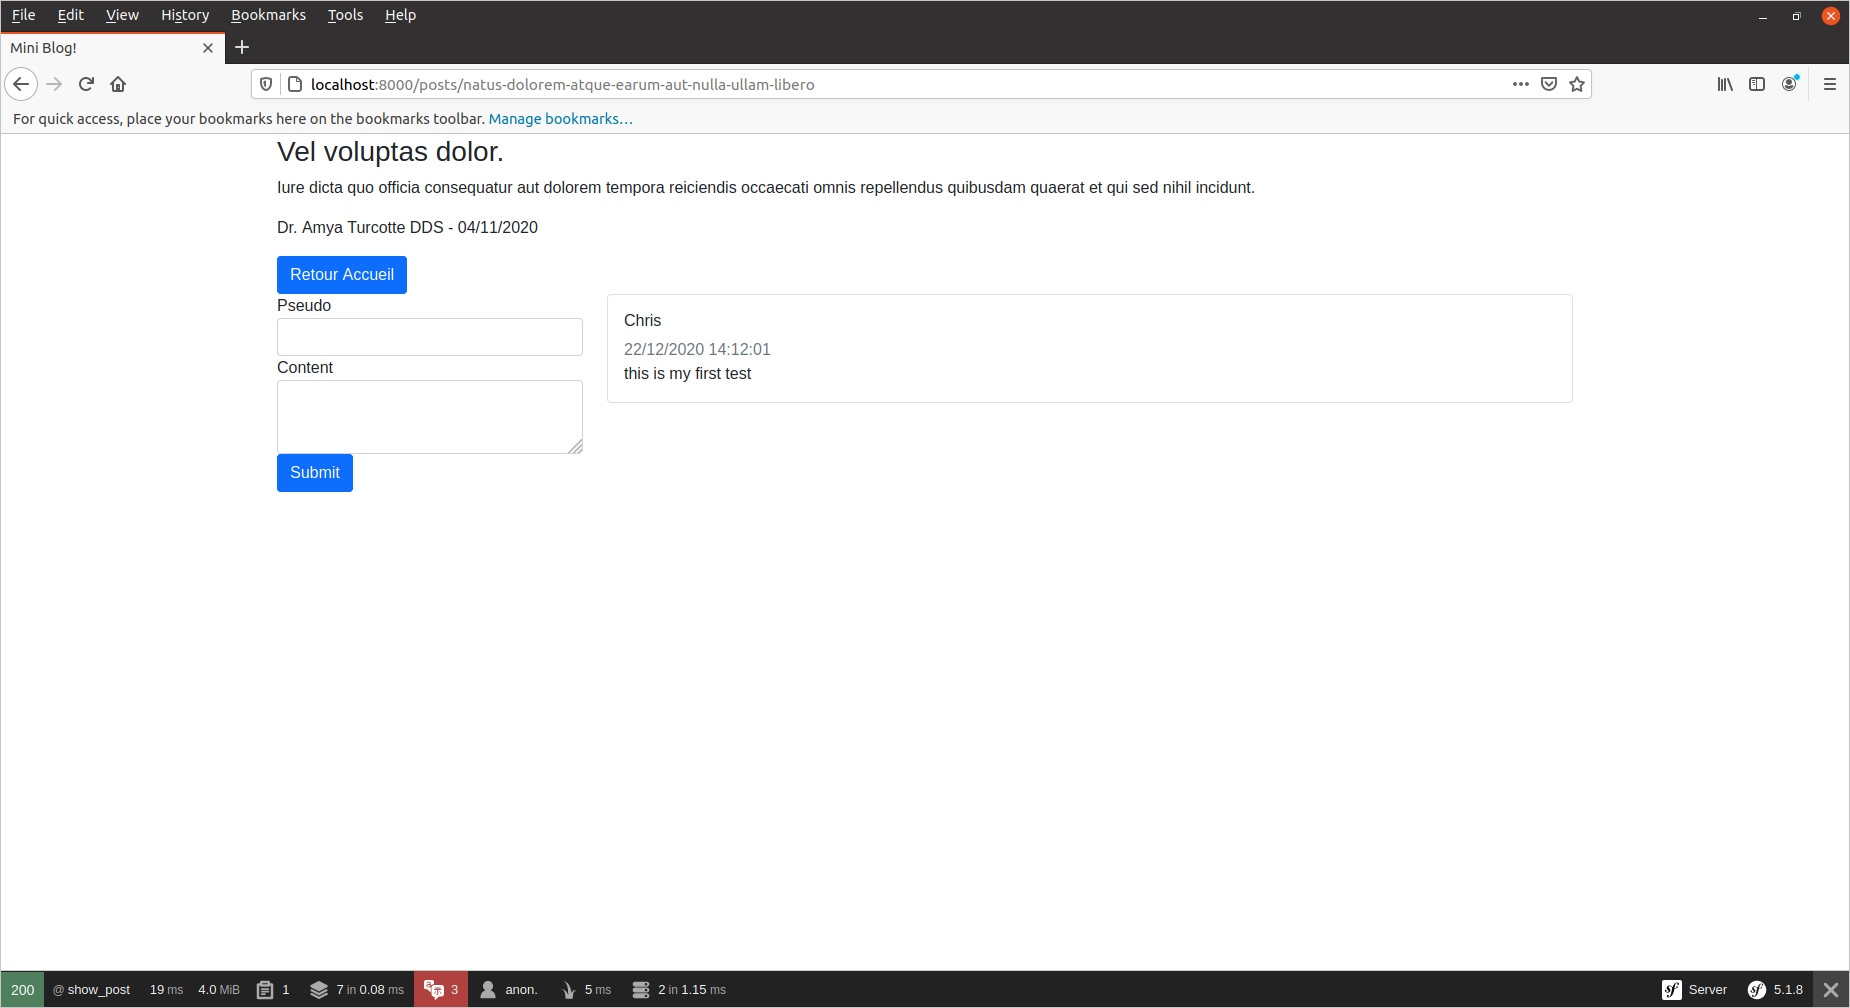 File Edit View History Bookmarks Tools Help
Mini Blog!
localhost:8000/posts/natus-dolorem-atque-earum-aut-nulla-ullam-libero
For quick access, place your bookmarks here on the bookmarks toolbar. Manage bookmarks…
Vel voluptas dolor.
Iure dicta quo officia consequatur aut dolorem tempora reiciendis occaecati omnis repellendus quibusdam quaerat et qui sed nihil incidunt.
Dr. Amya Turcotte DDS - 04/11/2020
Retour Accueil
Pseudo
Content
Submit
Chris
22/12/2020 14:12:01
this is my first test
200 @ show_post 19 ms 4.0 MiB 1 7 in 0.08 ms 3 anon. 5 ms 2 in 1.15 ms sf Server sf 5.1.8